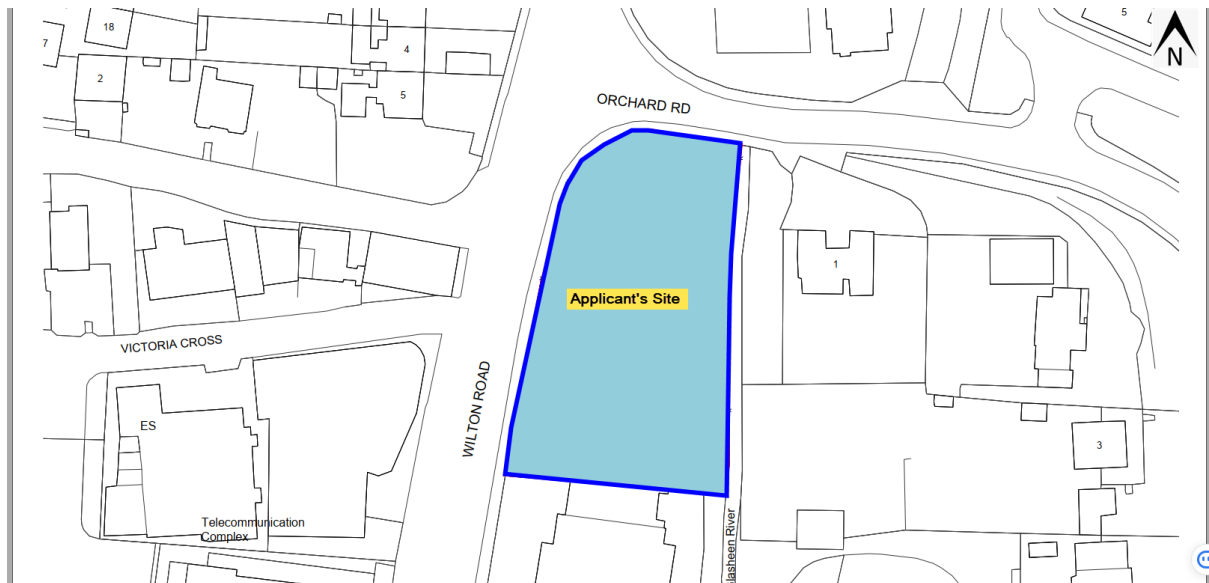 18
7
2
4
5
5
N
ORCHARD RD
1
Applicant's Site
VICTORIA CROSS
WILTON ROAD
ES
3
Telecommunication
Complex
lasheen River